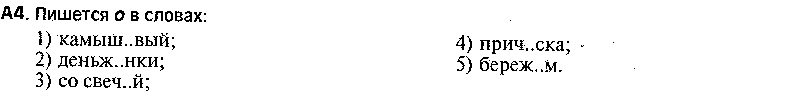 А4. Пишется о в словах:
1) камыш..вый;
2) деньж..нки;
3) со свеч..й;
4) прич..ска;
5) береж..м.